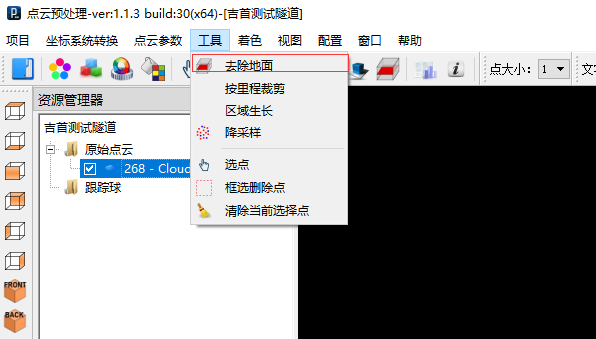 点云预处理-ver:1.1.3 build:30(x64)-[吉首测试隧道]
项目 坐标系统转换 点云参数 工具 着色 视图 配置 窗口 帮助
点大小: 1
资源管理器
吉首测试隧道
原始点云
268 - Cloud
跟踪球
去除地面
按里程裁剪
区域生长
降采样
选点
框选删除点
清除当前选择点
FRONT
BACK